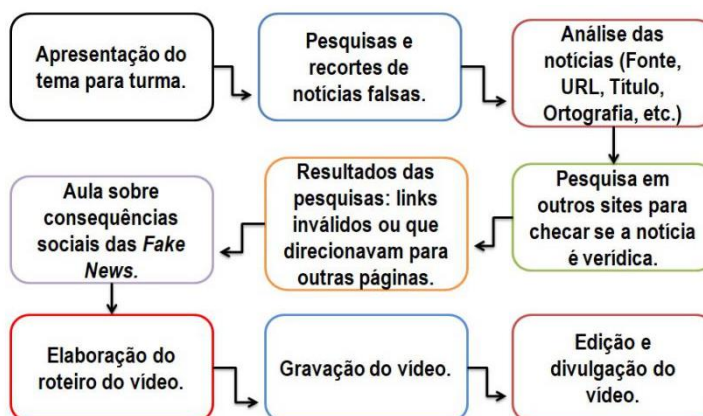 Apresentação do
tema para turma.
Pesquisas e
recortes de
notícias falsas.
Análise das
notícias (Fonte,
URL, Título,
Ortografia, etc.)
Pesquisa em
outros sites para
checar se a notícia
é verídica.
Resultados das
pesquisas: links
inválidos ou que
direcionavam para
outras páginas.
Aula sobre
consequências
sociais das Fake
News.
Elaboração do
roteiro do vídeo.
Gravação do vídeo.
Edição e
divulgação do
vídeo.